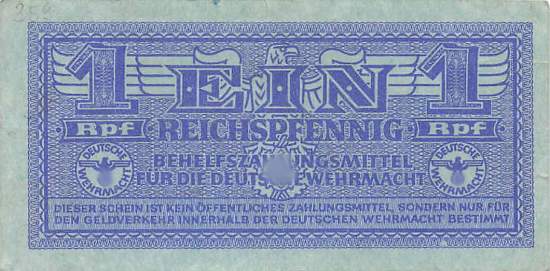 358
1 EIN 1
Rpf REICHSPFENNIG Rpf
BEHELFSZAHLUNGSMITTEL
FÜR DIE DEUTSCHE WEHRMACHT
DEUTSCHE WEHRMACHT
DEUTSCHE WEHRMACHT
DIESER SCHEIN IST KEIN ÖFFENTLICHES ZAHLUNGSMITTEL, SONDERN NUR FÜR
DEN GELDVERKEHR INNERHALB DER DEUTSCHEN WEHRMACHT BESTIMMT